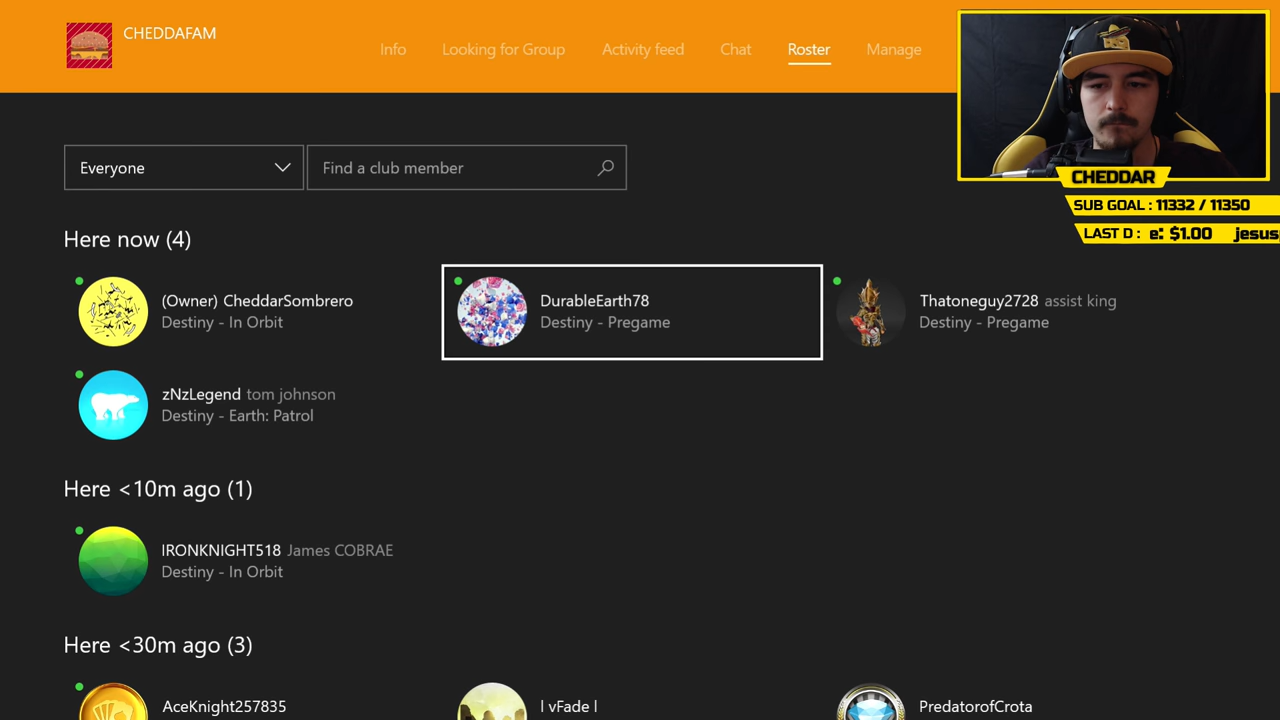 CHEDDAFAM
Info
Looking for Group
Activity feed
Chat
Roster
Manage
CHEDDAR
SUB GOAL : 11332 / 11350
LAST D : e: $1.00 jesus
Everyone
Find a club member
Here now (4)
(Owner) CheddarSombrero
Destiny - In Orbit
DurableEarth78
Destiny - Pregame
Thatoneguy2728 assist king
Destiny - Pregame
zNzLegend tom johnson
Destiny - Earth: Patrol
Here <10m ago (1)
IRONKNIGHT518 James COBRAE
Destiny - In Orbit
Here <30m ago (3)
AceKnight257835
l vFade l
PredatorofCrota